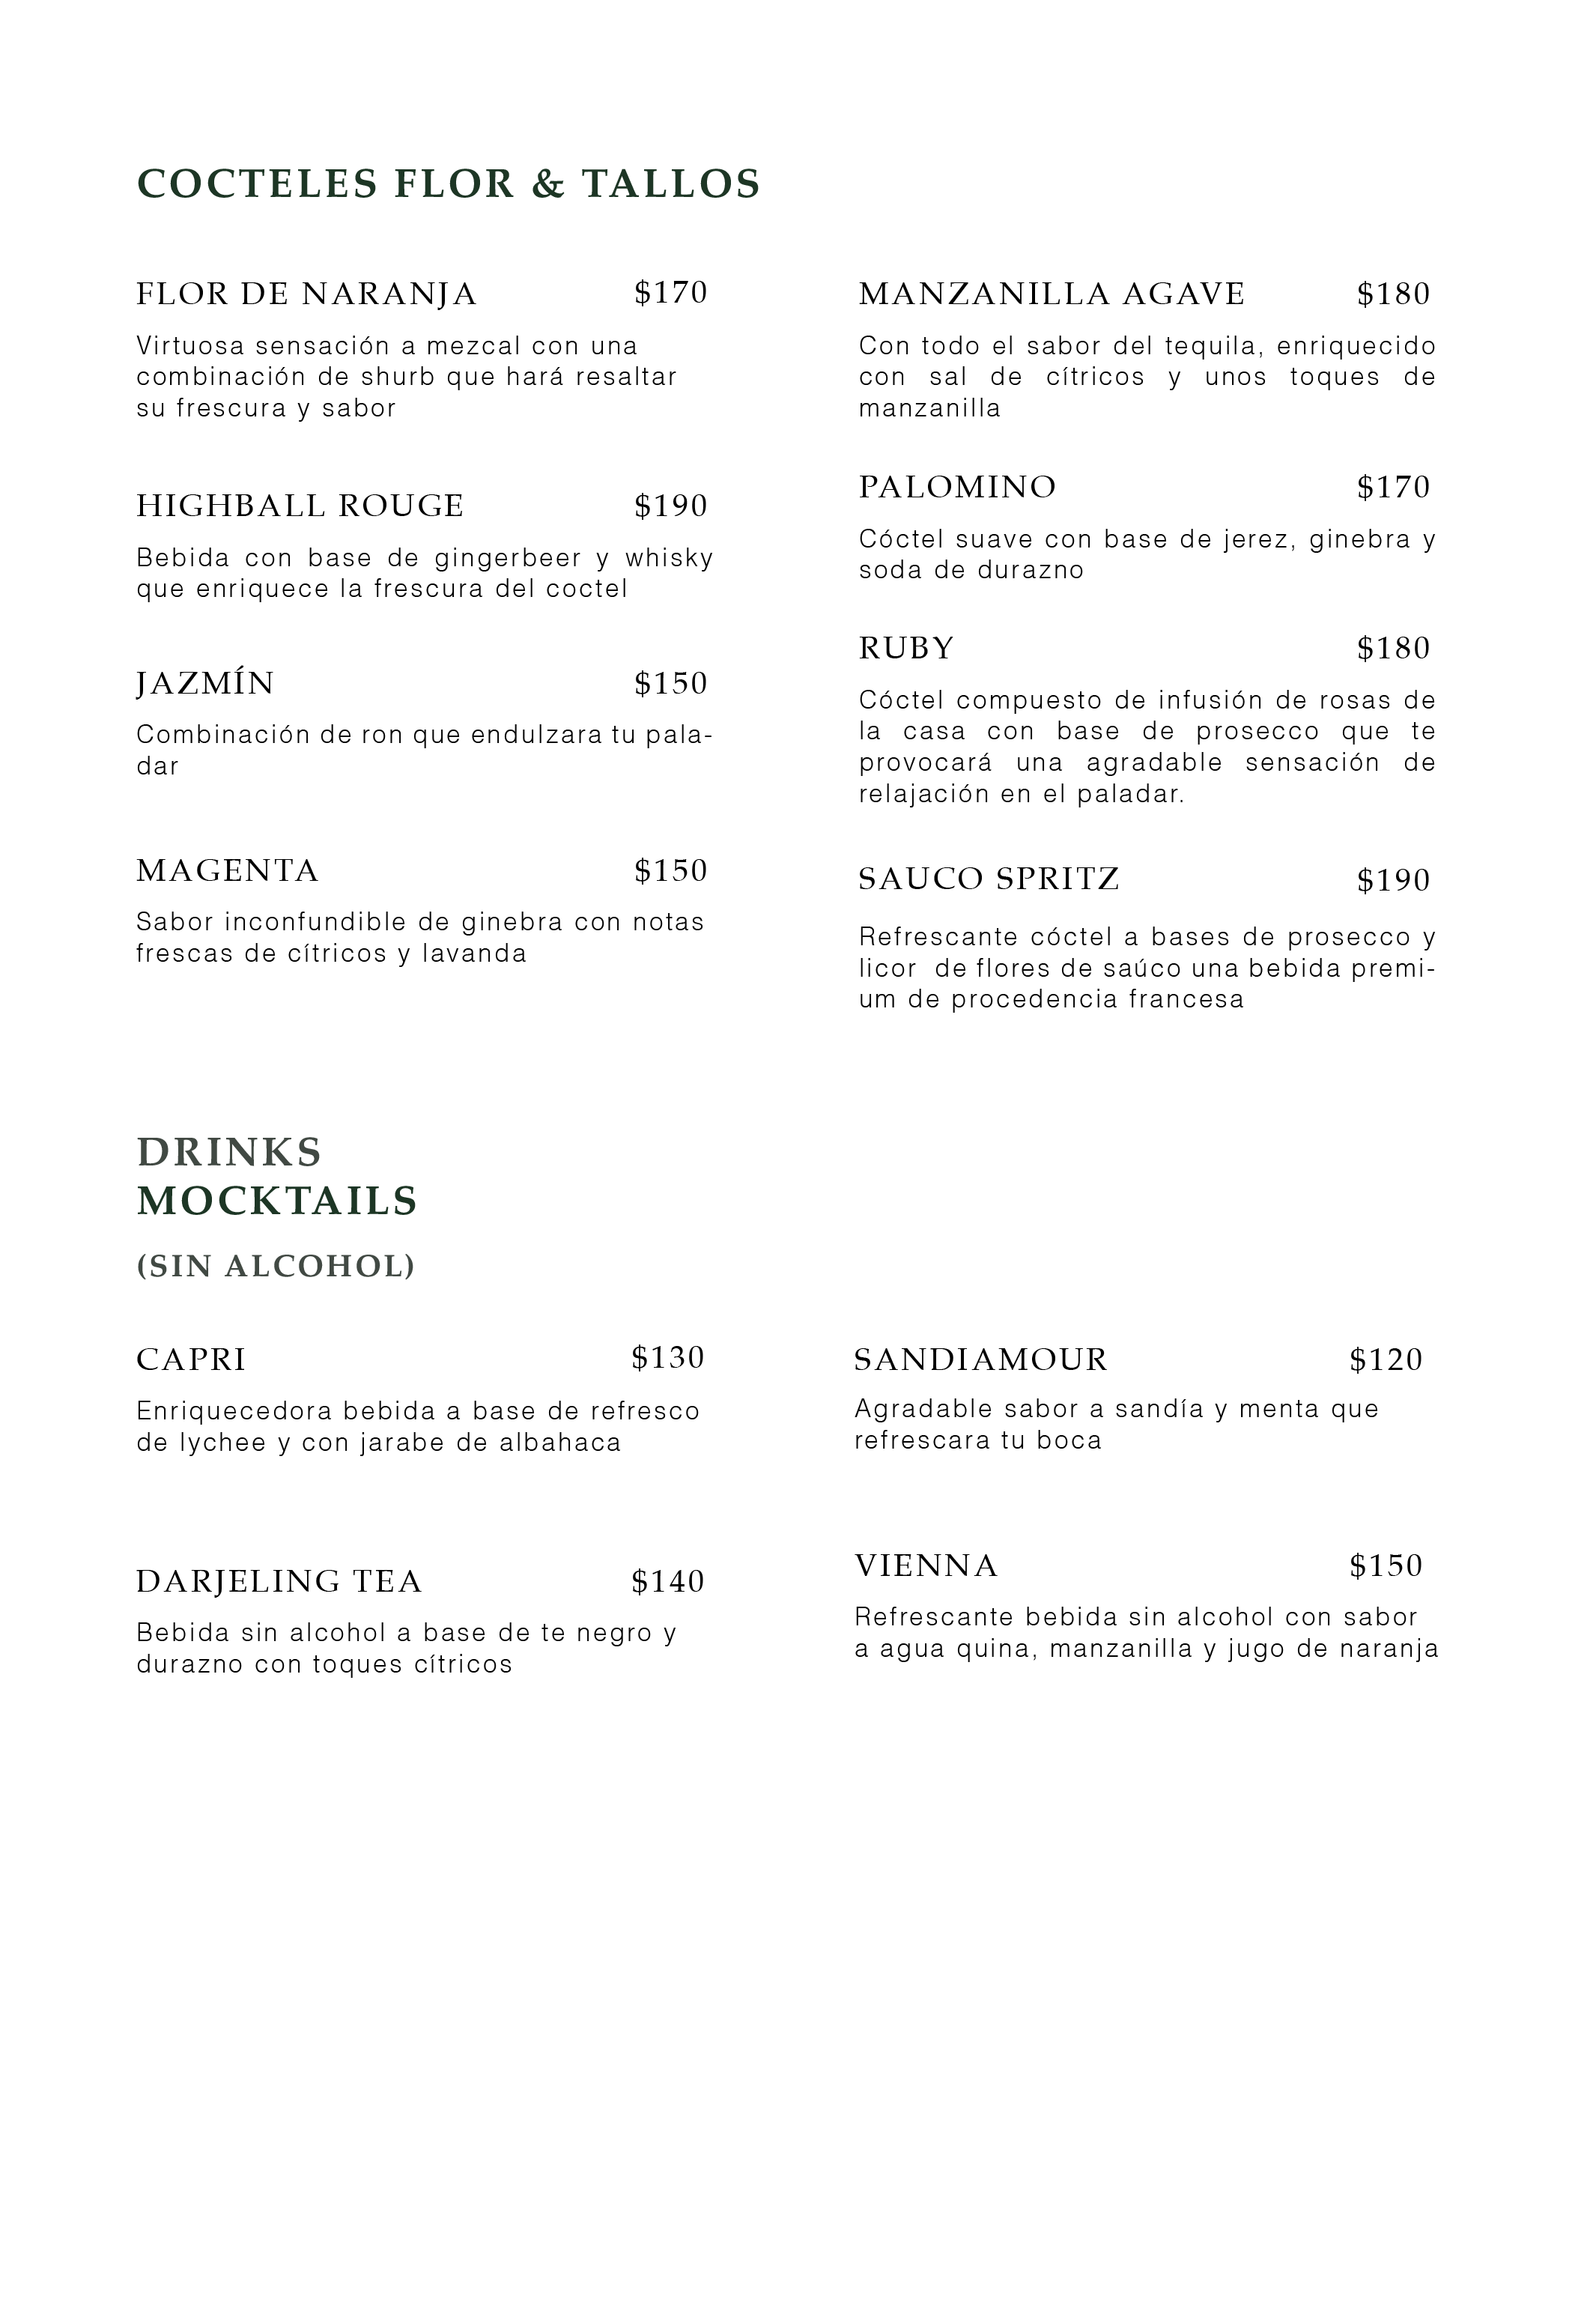 COCTELES FLOR & TALLOS
FLOR DE NARANJA $170
Virtuosa sensación a mezcal con una
combinación de shurb que hará resaltar
su frescura y sabor
HIGHBALL ROUGE $190
Bebida con base de gingerbeer y whisky
que enriquece la frescura del coctel
JAZMÍN $150
Combinación de ron que endulzara tu pala-
dar
MAGENTA $150
Sabor inconfundible de ginebra con notas
frescas de cítricos y lavanda
MANZANILLA AGAVE $180
Con todo el sabor del tequila, enriquecido
con sal de cítricos y unos toques de
manzanilla
PALOMINO $170
Cóctel suave con base de jerez, ginebra y
soda de durazno
RUBY $180
Cóctel compuesto de infusión de rosas de
la casa con base de prosecco que te
provocará una agradable sensación de
relajación en el paladar.
SAUCO SPRITZ $190
Refrescante cóctel a bases de prosecco y
licor de flores de saúco una bebida premi-
um de procedencia francesa
DRINKS
MOCKTAILS
(SIN ALCOHOL)
CAPRI $130
Enriquecedora bebida a base de refresco
de lychee y con jarabe de albahaca
DARJELING TEA $140
Bebida sin alcohol a base de te negro y
durazno con toques cítricos
SANDIAMOUR $120
Agradable sabor a sandía y menta que
refrescara tu boca
VIENNA $150
Refrescante bebida sin alcohol con sabor
a agua quina, manzanilla y jugo de naranja